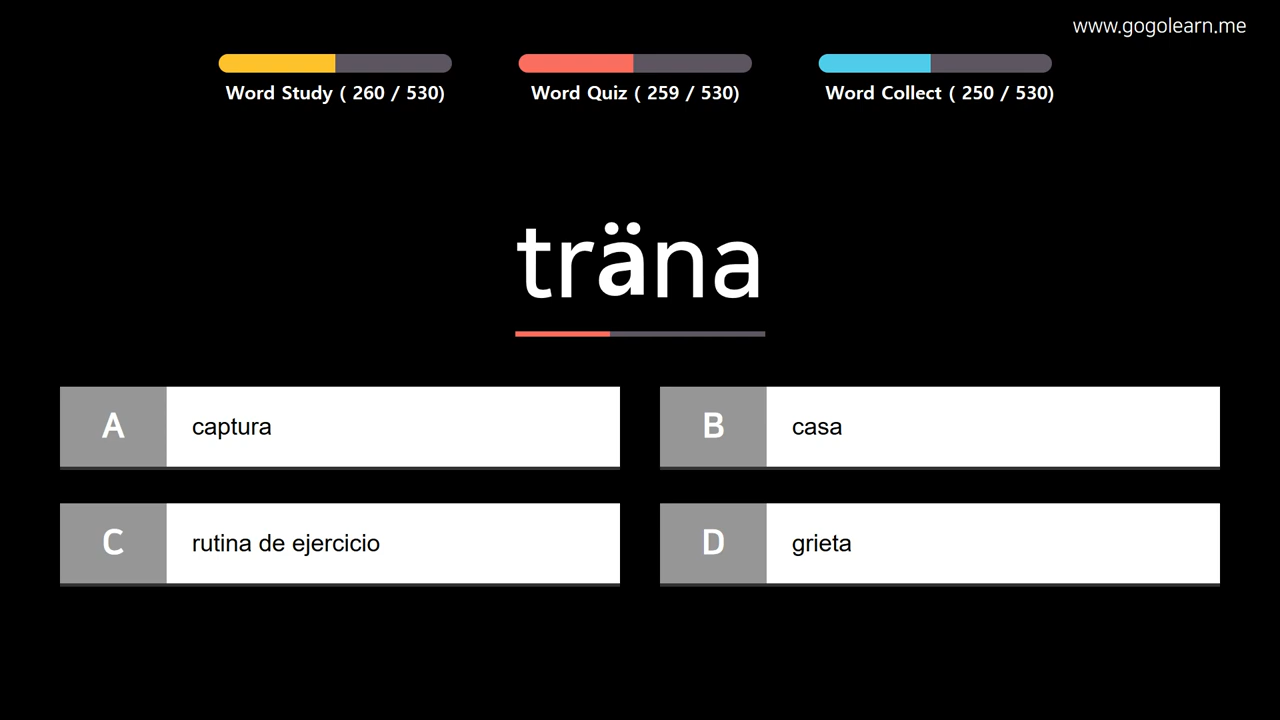 www.gogolearn.me
Word Study ( 260 / 530)
Word Quiz ( 259 / 530)
Word Collect ( 250 / 530)
träna
A captura
B casa
C rutina de ejercicio
D grieta